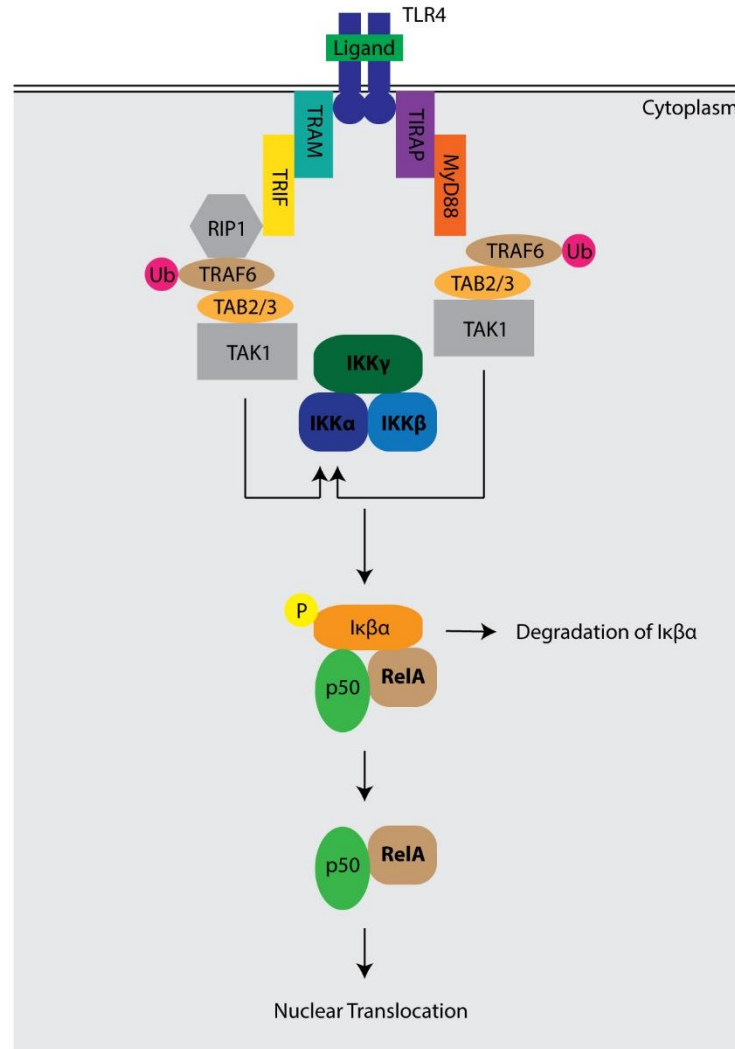 TLR4
Ligand
Cytoplasm
TRAM
TIRAP
TRIF
MyD88
RIP1
Ub
TRAF6
TAB2/3
TAK1
TRAF6
Ub
TAB2/3
TAK1
IKKγ
IKKα
IKKβ
P
Iκβα
Degradation of Iκβα
p50
RelA
p50
RelA
Nuclear Translocation